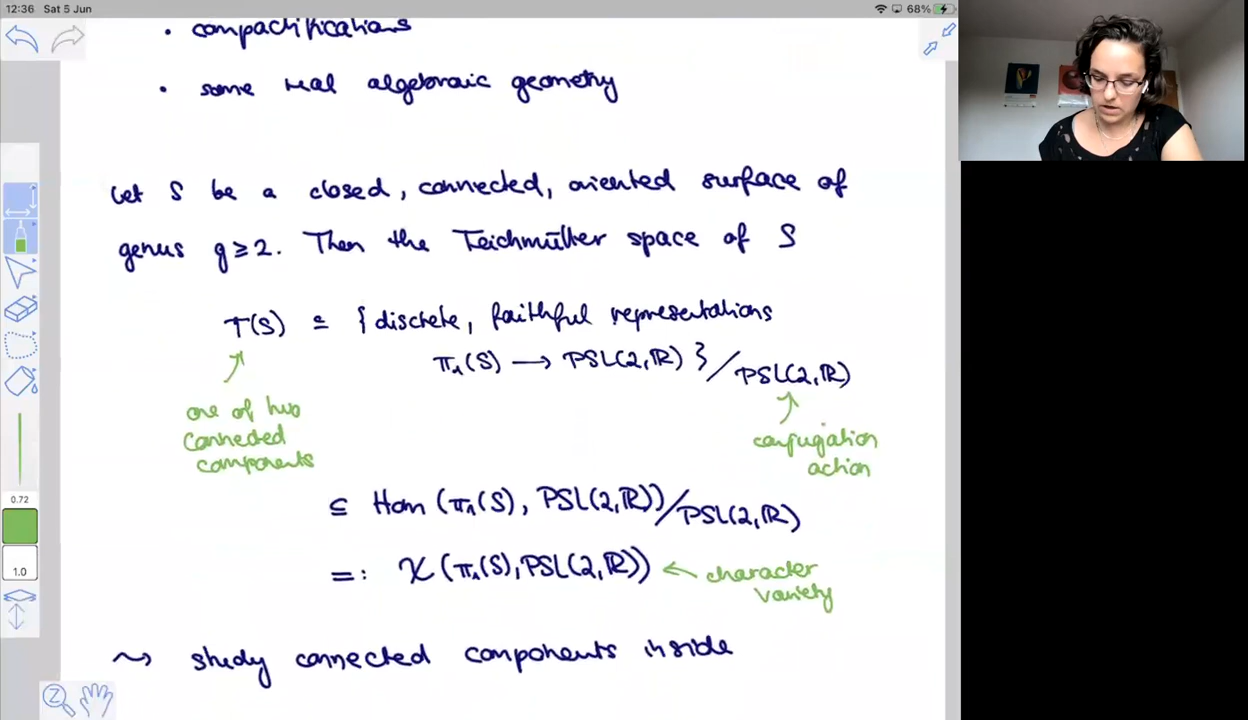 12:36 Sat 5 Jun
68%
• compactifications
• some real algebraic geometry
Let S be a closed, connected, oriented surface of
genus g ≥ 2. Then the Teichmüller space of S
T(S) ⊆ {discrete, faithful representations
π₁(S) → PSL(2,ℝ)}/PSL(2,ℝ)
one of two
connected
components
conjugation
action
⊆ Hom(π₁(S), PSL(2,ℝ))/PSL(2,ℝ)
=: χ(π₁(S), PSL(2,ℝ)) ← character
variety
⇝ study connected components inside
0.72
1.0
Z